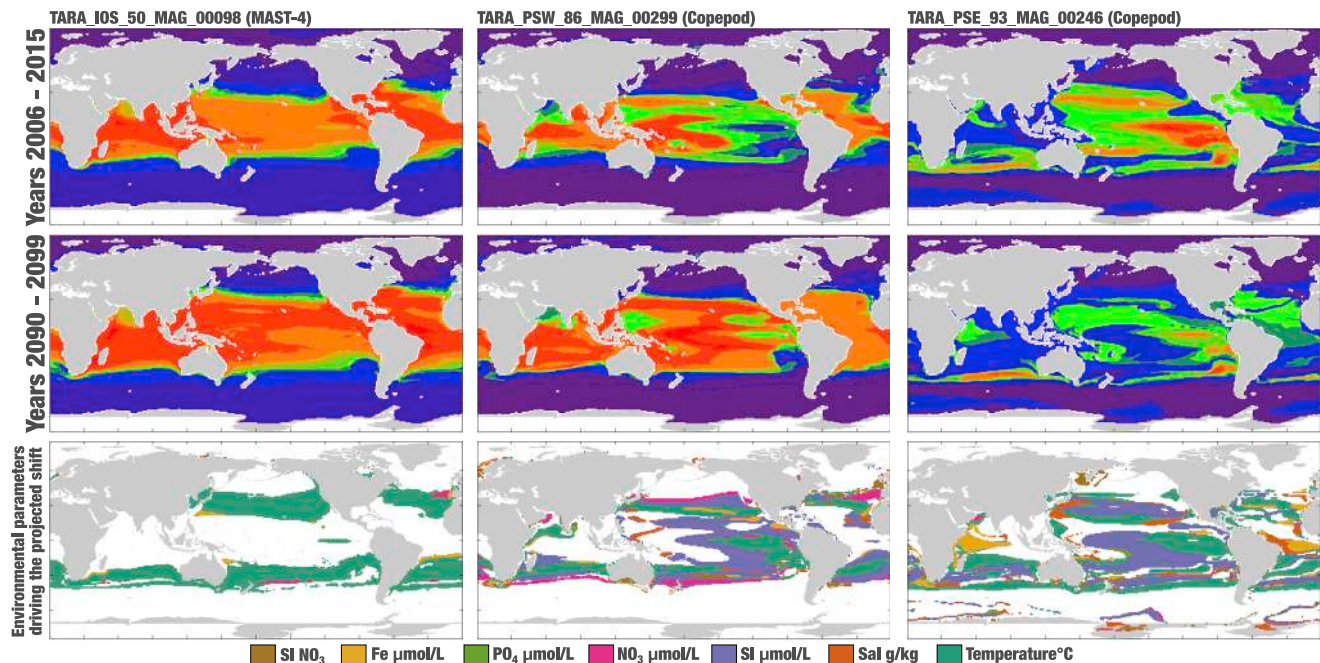 TARA_IOS_50_MAG_00098 (MAST-4)
TARA_PSW_86_MAG_00299 (Copepod)
TARA_PSE_93_MAG_00246 (Copepod)
Years 2006 - 2015
Years 2090 - 2099
Environmental parameters
driving the projected shift
SI NO₃
Fe µmol/L
PO₄ µmol/L
NO₃ µmol/L
SI µmol/L
Sal g/kg
Temperature°C